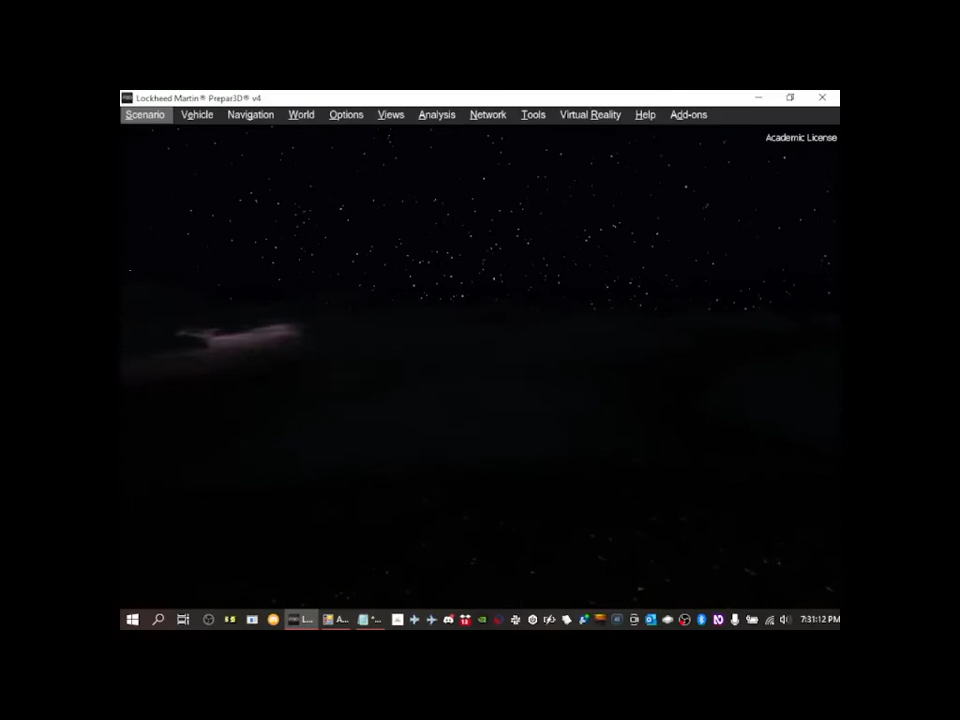 Lockheed Martin® Prepar3D® v4
Scenario Vehicle Navigation World Options Views Analysis Network Tools Virtual Reality Help Add-ons
Academic License
L... A... "... 7:31:12 PM